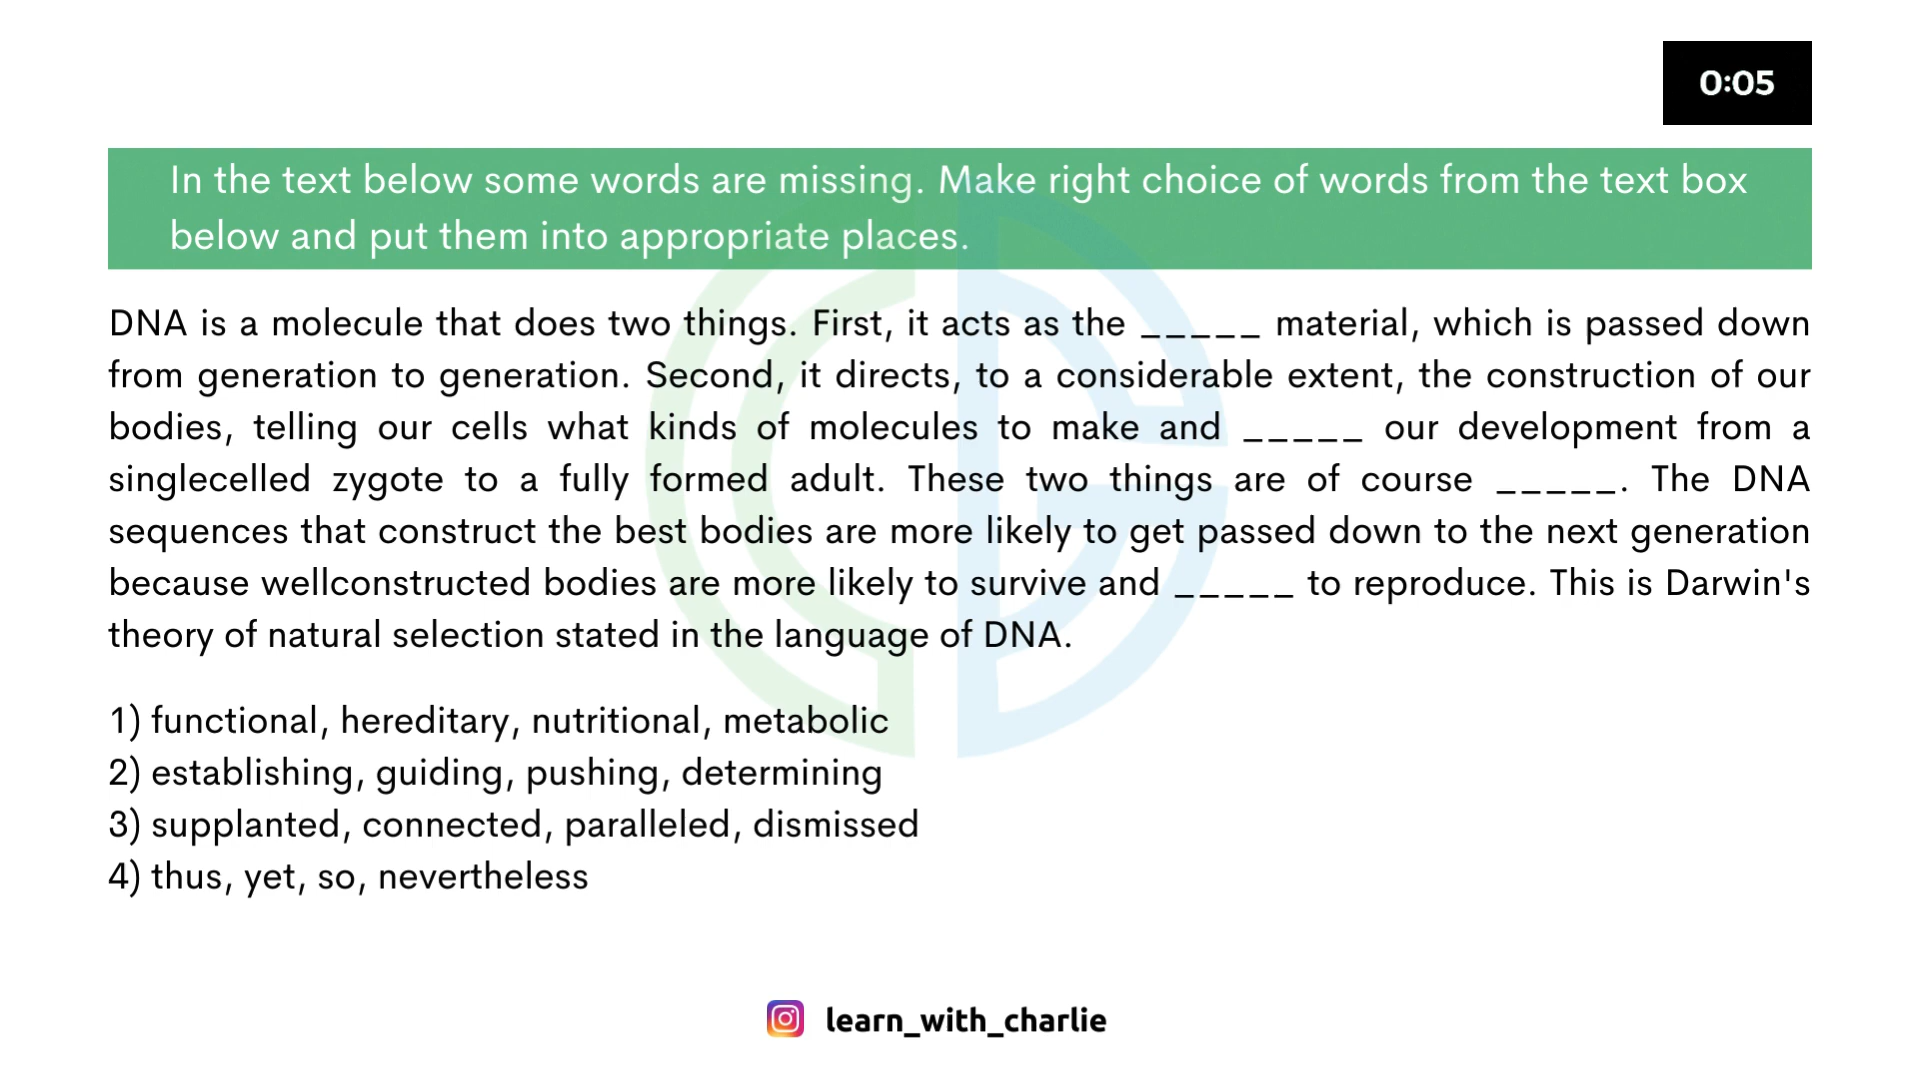 0:05
In the text below some words are missing. Make right choice of words from the text box
below and put them into appropriate places.
DNA is a molecule that does two things. First, it acts as the _____ material, which is passed down
from generation to generation. Second, it directs, to a considerable extent, the construction of our
bodies, telling our cells what kinds of molecules to make and _____ our development from a
singlecelled zygote to a fully formed adult. These two things are of course _____. The DNA
sequences that construct the best bodies are more likely to get passed down to the next generation
because wellconstructed bodies are more likely to survive and _____ to reproduce. This is Darwin's
theory of natural selection stated in the language of DNA.
1) functional, hereditary, nutritional, metabolic
2) establishing, guiding, pushing, determining
3) supplanted, connected, paralleled, dismissed
4) thus, yet, so, nevertheless
learn_with_charlie